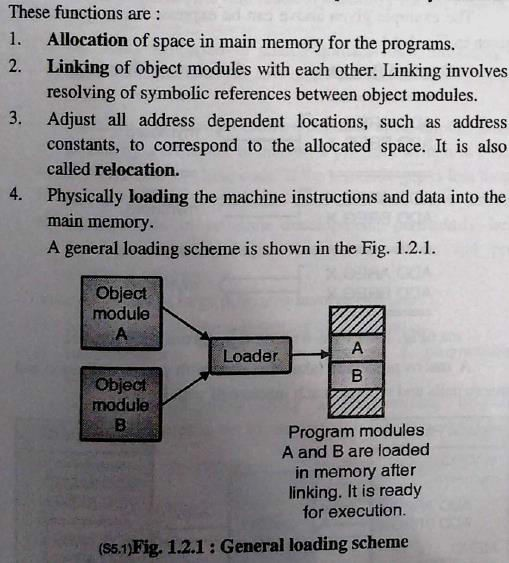 These functions are :
1. Allocation of space in main memory for the programs.
2. Linking of object modules with each other. Linking involves
resolving of symbolic references between object modules.
3. Adjust all address dependent locations, such as address
constants, to correspond to the allocated space. It is also
called relocation.
4. Physically loading the machine instructions and data into the
main memory.
A general loading scheme is shown in the Fig. 1.2.1.
Object
module
A
Loader
A
B
Object
module
B
Program modules
A and B are loaded
in memory after
linking. It is ready
for execution.
(S5.1)Fig. 1.2.1 : General loading scheme